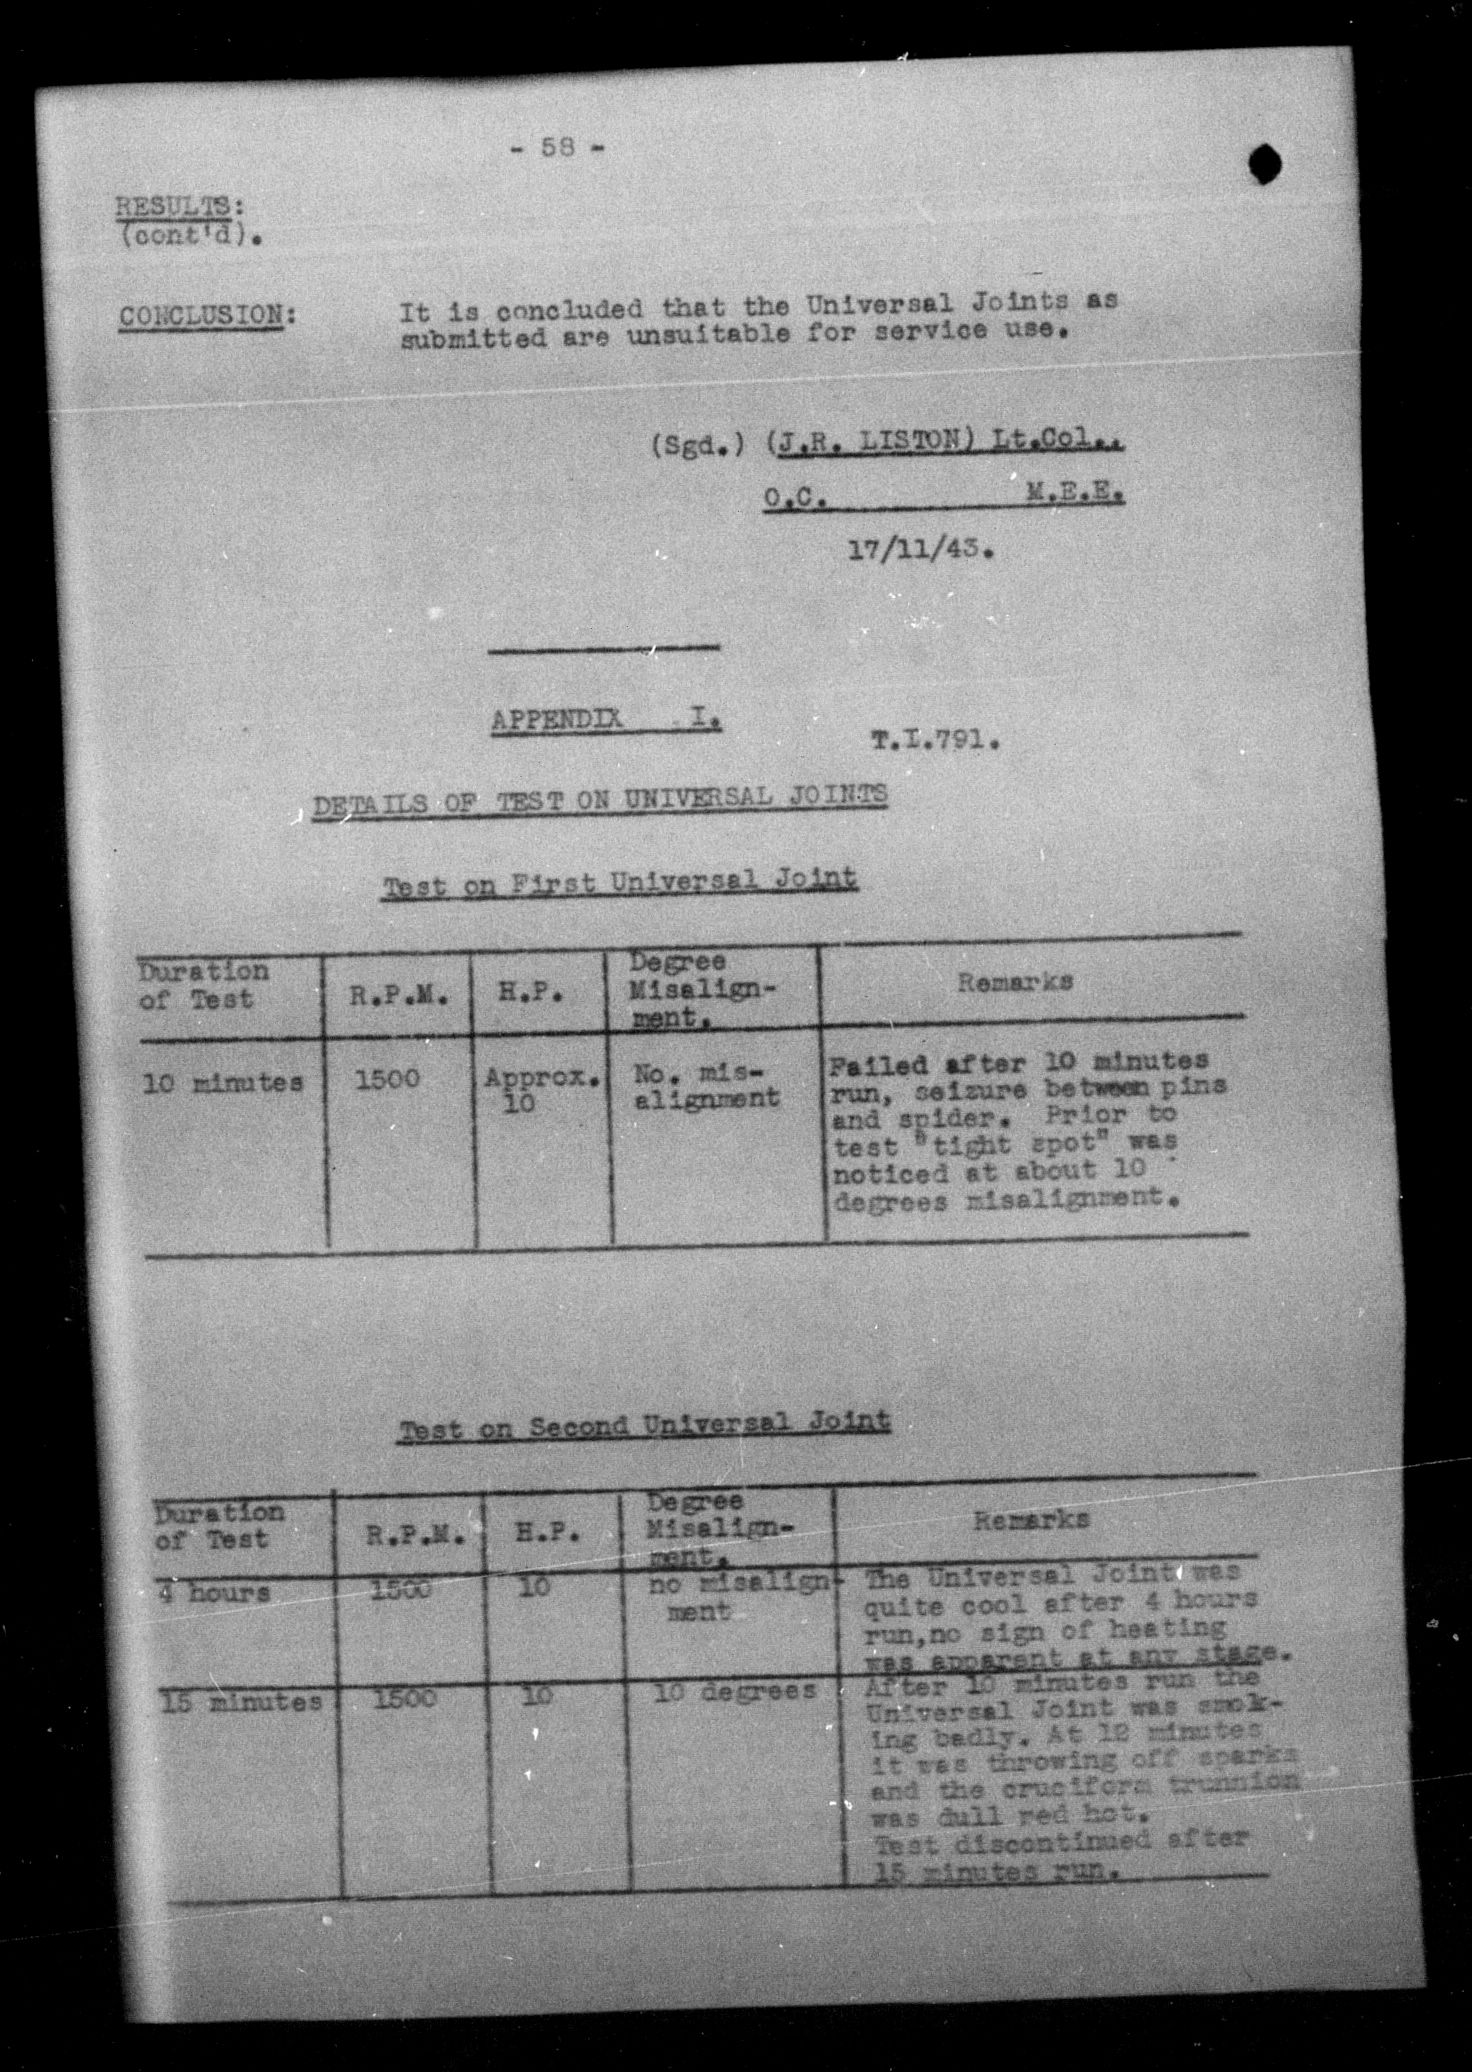 - 58 -
RESULTS:
(cont'd).
CONCLUSION: It is concluded that the Universal Joints as
submitted are unsuitable for service use.
(Sgd.) (J.R. LISTON) Lt.Col..
O.C. M.E.E.
17/11/43.
APPENDIX I.
T.I.791.
DETAILS OF TEST ON UNIVERSAL JOINTS
Test on First Universal Joint
Duration
of Test
R.P.M.
H.P.
Degree
Misalign-
ment.
Remarks
10 minutes
1500
Approx.
10
No. mis-
alignment
Failed after 10 minutes
run, seizure between pins
and spider. Prior to
test "tight spot" was
noticed at about 10
degrees misalignment.
Test on Second Universal Joint
Duration
of Test
R.P.M.
H.P.
Degree
Misalign-
ment.
Remarks
4 hours
1500
10
no misalign-
ment
The Universal Joint was
quite cool after 4 hours
run,no sign of heating
was apparent at any stage.
15 minutes
1500
10
10 degrees
After 10 minutes run the
Universal Joint was smok-
ing badly. At 12 minutes
it was throwing off sparks
and the cruciform trunnion
was dull red hot.
Test discontinued after
15 minutes run.